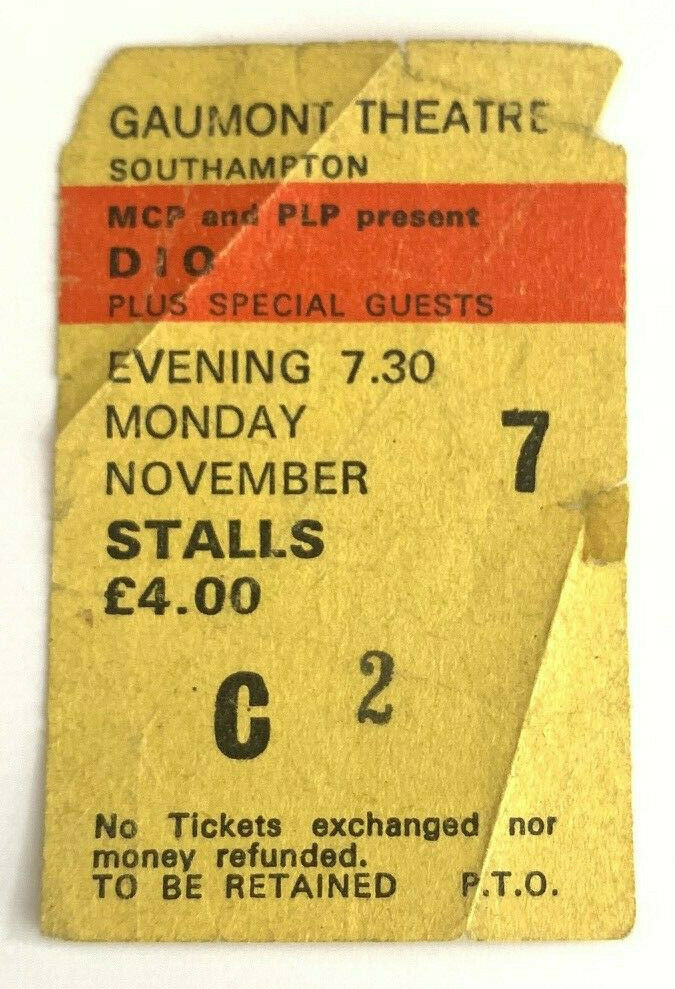 GAUMONT THEATRE
SOUTHAMPTON
MCP and PLP present
DIO
PLUS SPECIAL GUESTS
EVENING 7.30
MONDAY
NOVEMBER 7
STALLS
£4.00
C 2
No Tickets exchanged nor
money refunded.
TO BE RETAINED P.T.O.